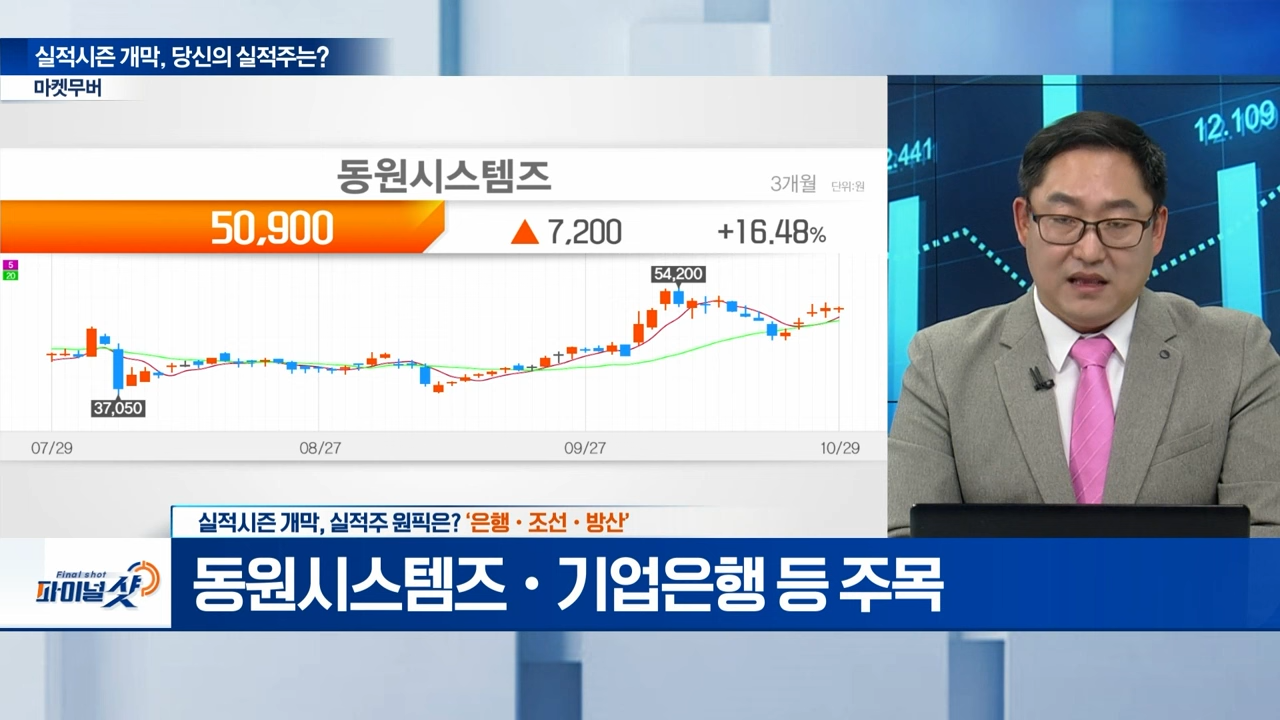 실적시즌 개막, 당신의 실적주는?
마켓무버
동원시스템즈
3개월 단위:원
50,900 ▲ 7,200 +16.48%
5
20
54,200
37,050
07/29 08/27 09/27 10/29
2.441
12.109
실적시즌 개막, 실적주 원픽은? ‘은행·조선·방산’
Final shot
파이널샷
동원시스템즈·기업은행 등 주목